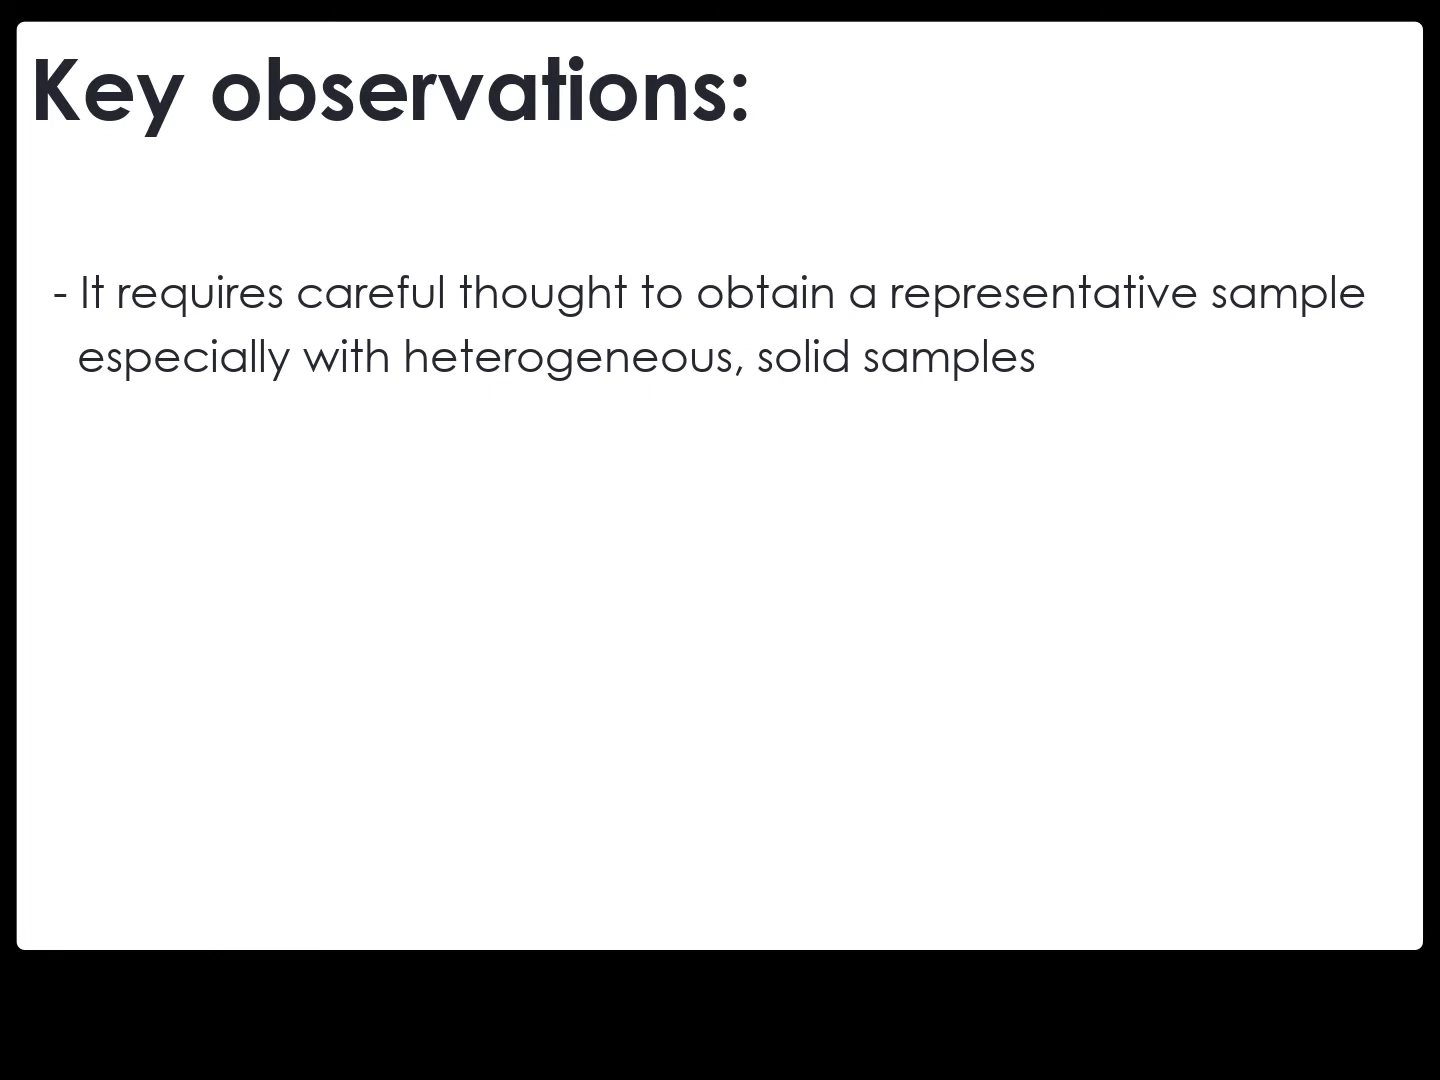 Key observations:
- It requires careful thought to obtain a representative sample
especially with heterogeneous, solid samples